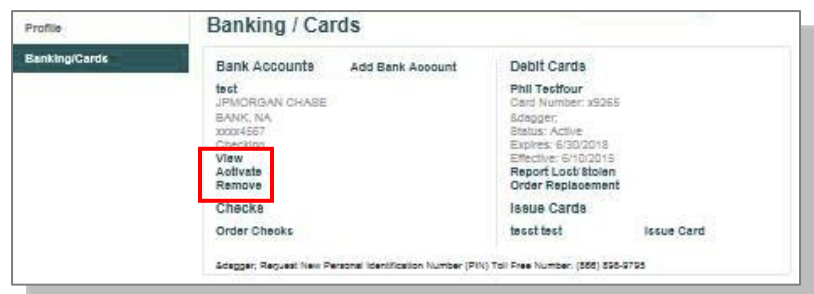 Profile
Banking/Cards
Banking / Cards
Bank Accounts Add Bank Account
test
JPMORGAN CHASE
BANK, NA
xxxx4567
Checking
View
Activate
Remove
Checks
Order Checks
Debit Cards
Phil Testfour
Card Number: x9265
&dagger;
Status: Active
Expires: 6/30/2018
Effective: 6/10/2015
Report Lost/Stolen
Order Replacement
Issue Cards
tesst test Issue Card
&dagger; Request New Personal Identification Number (PIN) Toll Free Number: (866) 898-9795